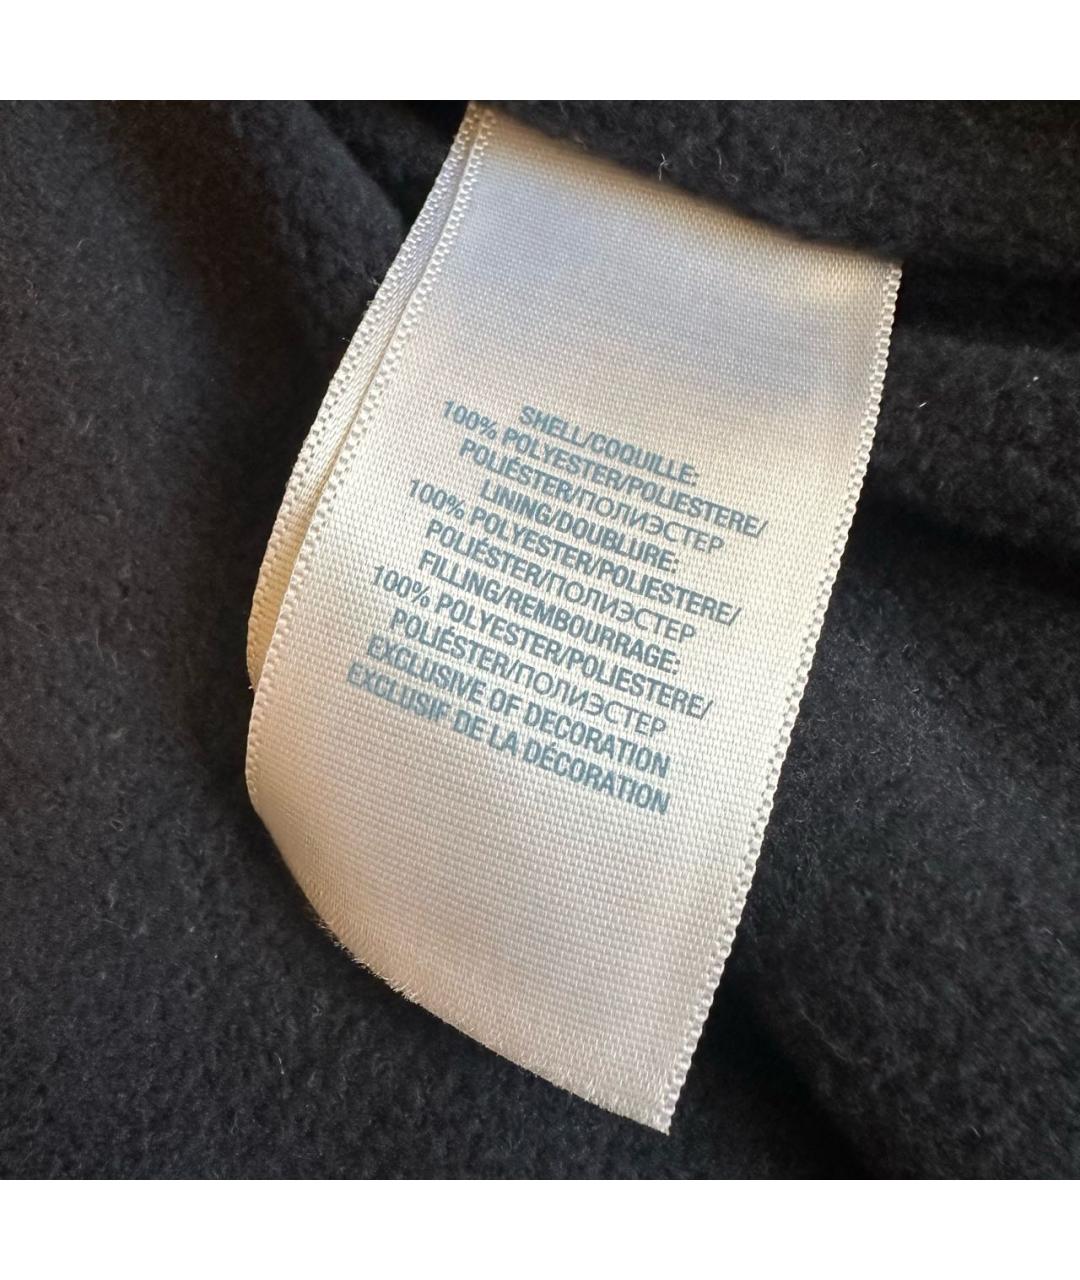 SHELL/COQUILLE:
100% POLYESTER/POLIESTERE/
POLIÉSTER/ПОЛИЭСТЕР
LINING/DOUBLURE:
100% POLYESTER/POLIESTERE/
POLIÉSTER/ПОЛИЭСТЕР
FILLING/REMBOURRAGE:
100% POLYESTER/POLIESTERE/
POLIÉSTER/ПОЛИЭСТЕР
EXCLUSIVE OF DECORATION
EXCLUSIF DE LA DÉCORATION